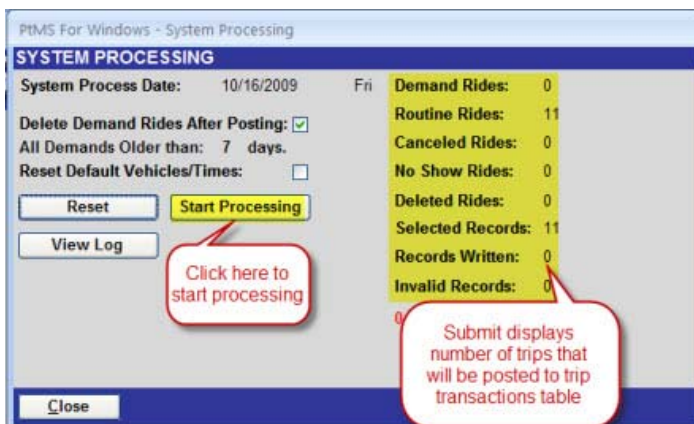 PtMS For Windows - System Processing
SYSTEM PROCESSING
System Process Date: 10/16/2009 Fri
Delete Demand Rides After Posting:
All Demands Older than: 7 days.
Reset Default Vehicles/Times:
Reset
Start Processing
View Log
Click here to
start processing
Demand Rides: 0
Routine Rides: 11
Canceled Rides: 0
No Show Rides: 0
Deleted Rides: 0
Selected Records: 11
Records Written: 0
Invalid Records: 0
0
Submit displays
number of trips that
will be posted to trip
transactions table
Close